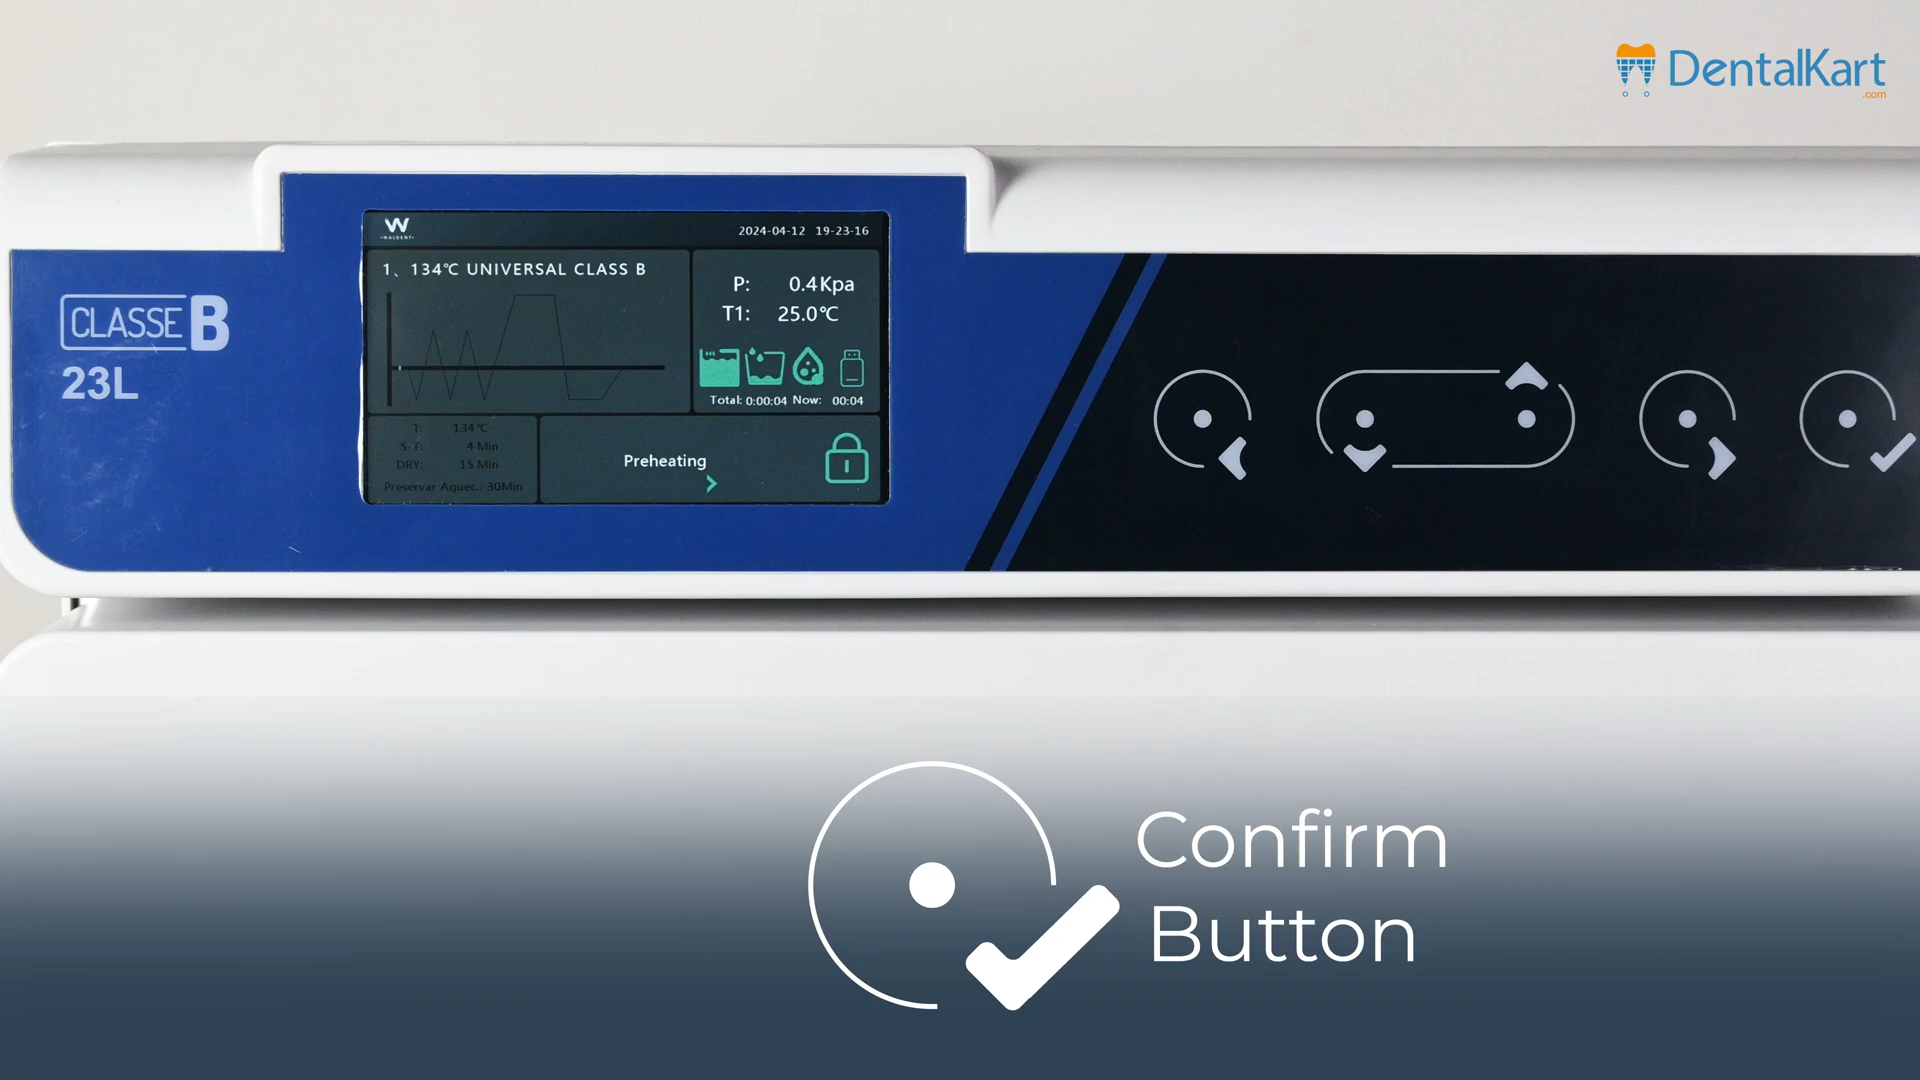 DentalKart
.com
W
WALDENT
2024-04-12 19-23-16
1、134℃ UNIVERSAL CLASS B
P: 0.4Kpa
T1: 25.0℃
Total: 0:00:04 Now: 00:04
T: 134℃
S-T: 4 Min
DRY: 15 Min
Preservar Aquec.: 30Min
Preheating
CLASSE B
23L
Confirm
Button